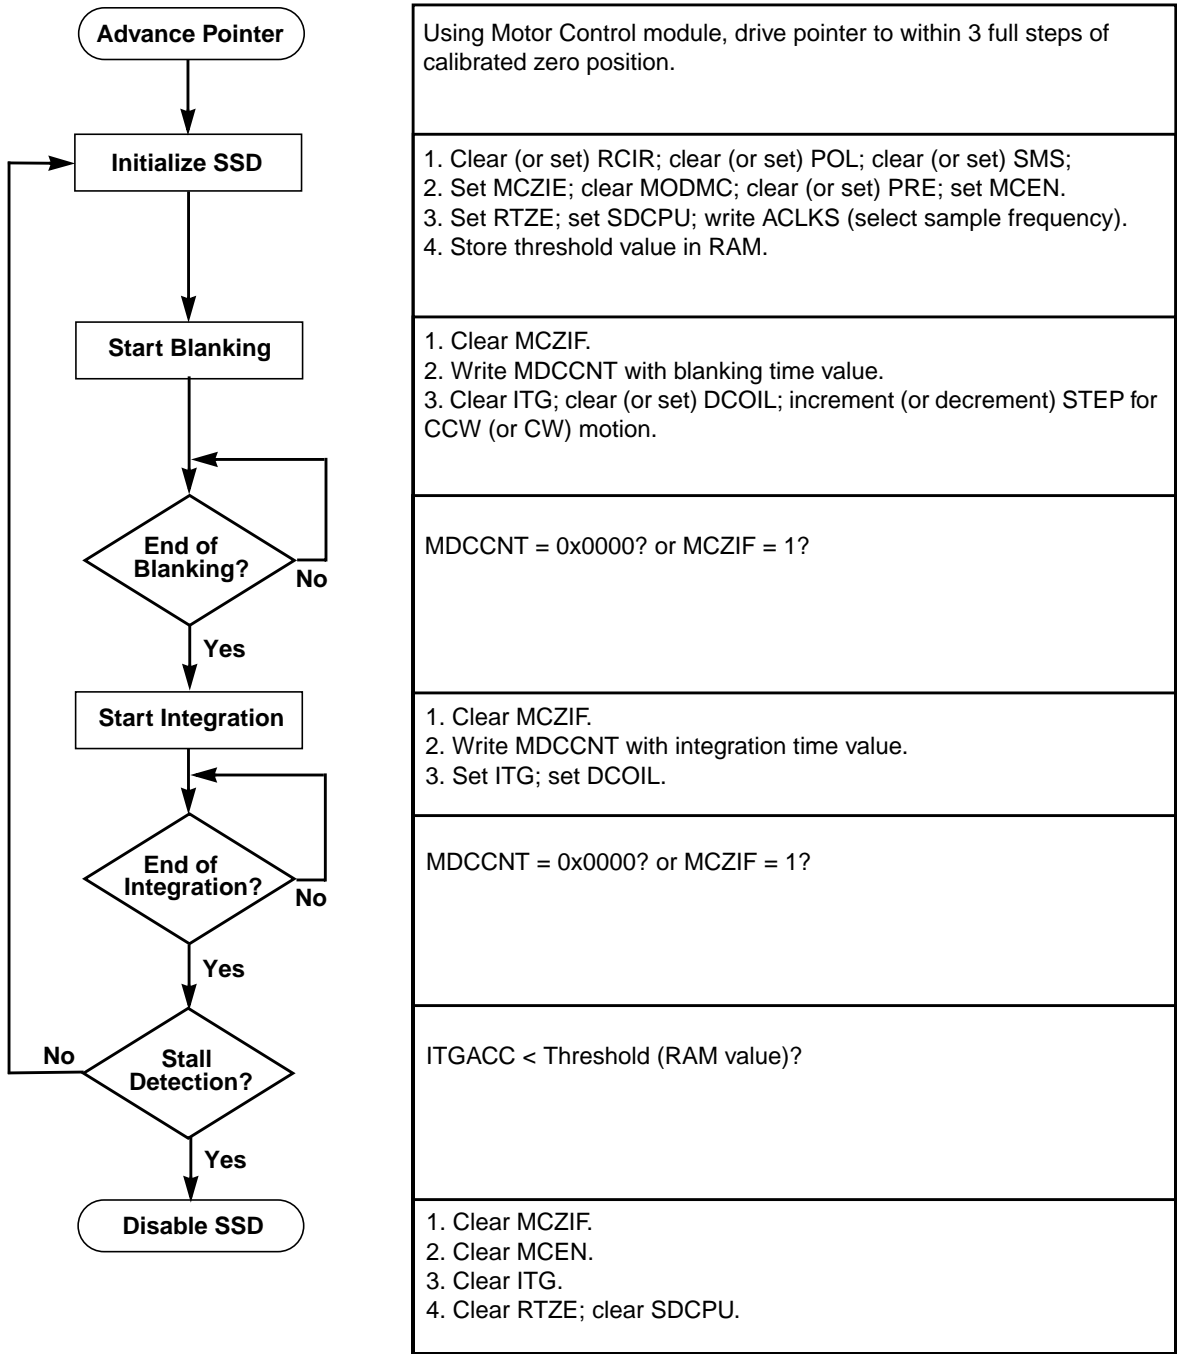 Advance Pointer
Using Motor Control module, drive pointer to within 3 full steps of
calibrated zero position.
Initialize SSD
1. Clear (or set) RCIR; clear (or set) POL; clear (or set) SMS;
2. Set MCZIE; clear MODMC; clear (or set) PRE; set MCEN.
3. Set RTZE; set SDCPU; write ACLKS (select sample frequency).
4. Store threshold value in RAM.
Start Blanking
1. Clear MCZIF.
2. Write MDCCNT with blanking time value.
3. Clear ITG; clear (or set) DCOIL; increment (or decrement) STEP for
CCW (or CW) motion.
End of
Blanking?
No
Yes
MDCCNT = 0x0000? or MCZIF = 1?
Start Integration
1. Clear MCZIF.
2. Write MDCCNT with integration time value.
3. Set ITG; set DCOIL.
End of
Integration?
No
Yes
MDCCNT = 0x0000? or MCZIF = 1?
No
Stall
Detection?
Yes
ITGACC < Threshold (RAM value)?
Disable SSD
1. Clear MCZIF.
2. Clear MCEN.
3. Clear ITG.
4. Clear RTZE; clear SDCPU.